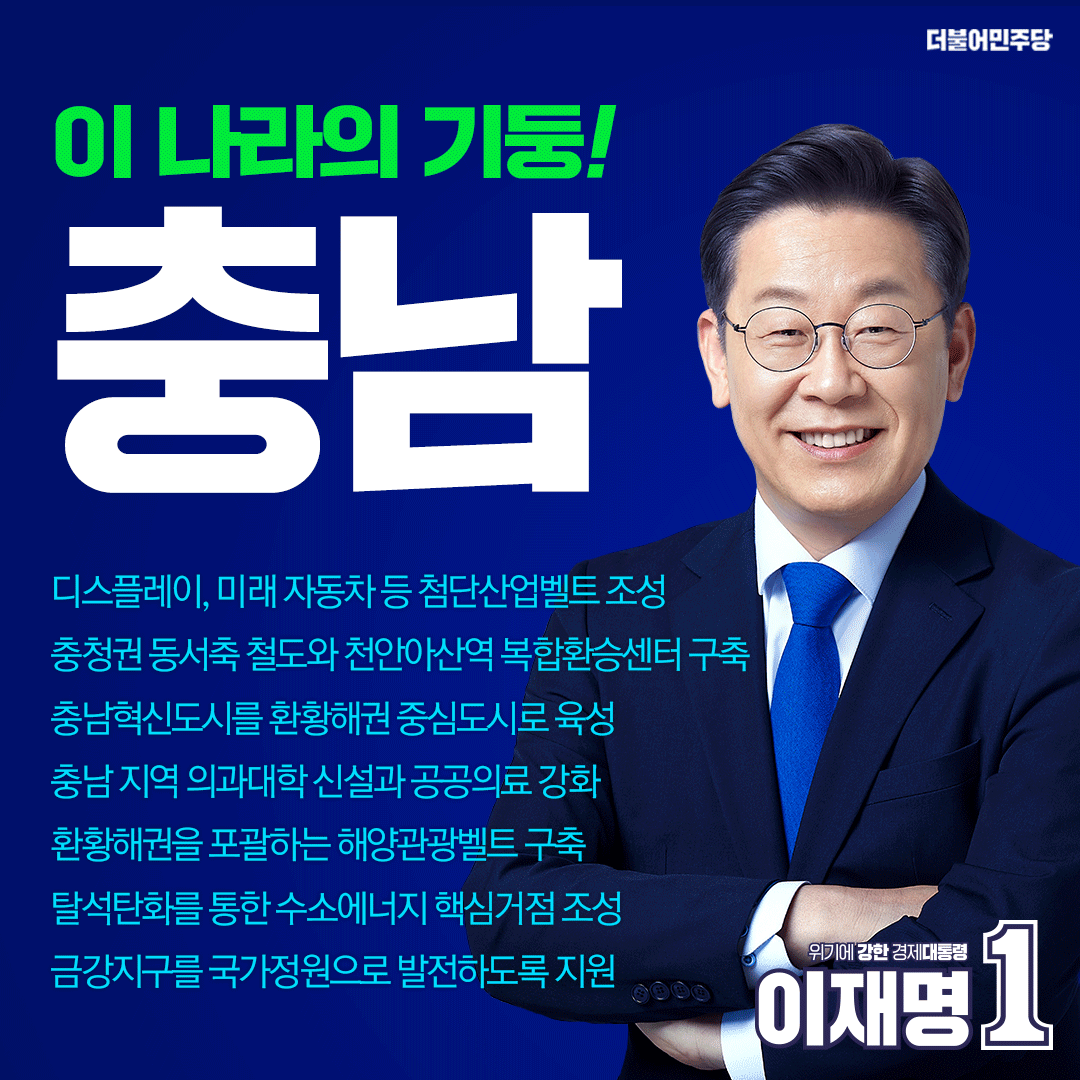 더불어민주당
이 나라의 기둥!
충남
디스플레이, 미래 자동차 등 첨단산업벨트 조성
충청권 동서축 철도와 천안아산역 복합환승센터 구축
충남혁신도시를 환황해권 중심도시로 육성
충남 지역 의과대학 신설과 공공의료 강화
환황해권을 포괄하는 해양관광벨트 구축
탈석탄화를 통한 수소에너지 핵심거점 조성
금강지구를 국가정원으로 발전하도록 지원
위기에 강한 경제대통령
이재명 1